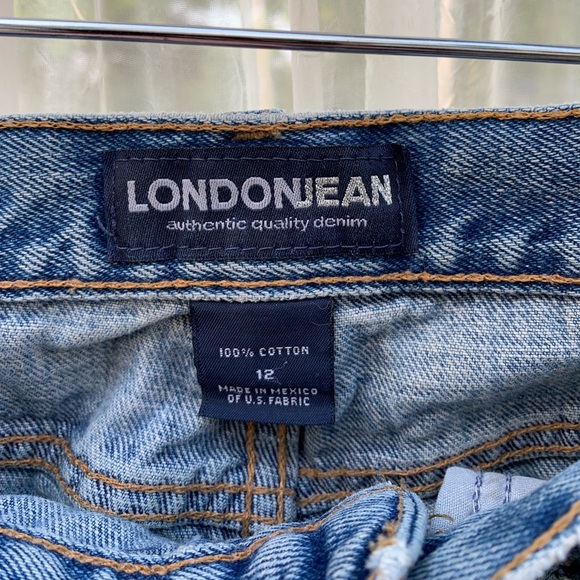 LONDONJEAN
authentic quality denim
100% COTTON
12
MADE IN MEXICO
OF U.S. FABRIC